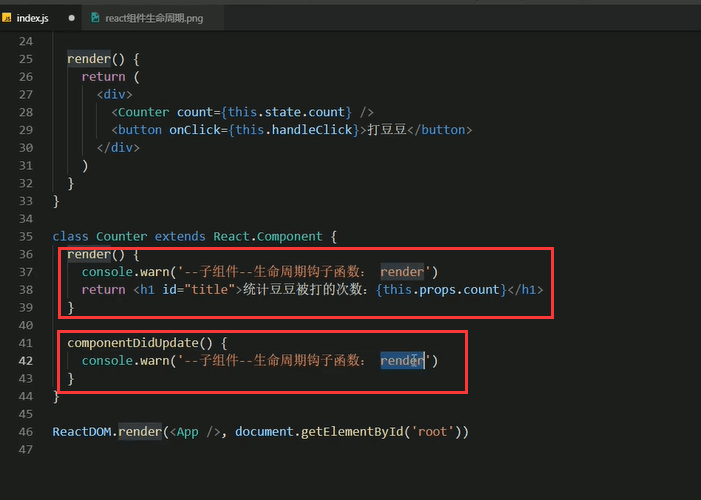 index.js ● react组件生命周期.png
24
25 render() {
26 return (
27 <div>
28 <Counter count={this.state.count} />
29 <button onClick={this.handleClick}>打豆豆</button>
30 </div>
31 )
32 }
33 }
34
35 class Counter extends React.Component {
36 render() {
37 console.warn('--子组件--生命周期钩子函数： render')
38 return <h1 id="title">统计豆豆被打的次数：{this.props.count}</h1>
39 }
40
41 componentDidUpdate() {
42 console.warn('--子组件--生命周期钩子函数： render')
43 }
44 }
45
46 ReactDOM.render(<App />, document.getElementById('root'))
47